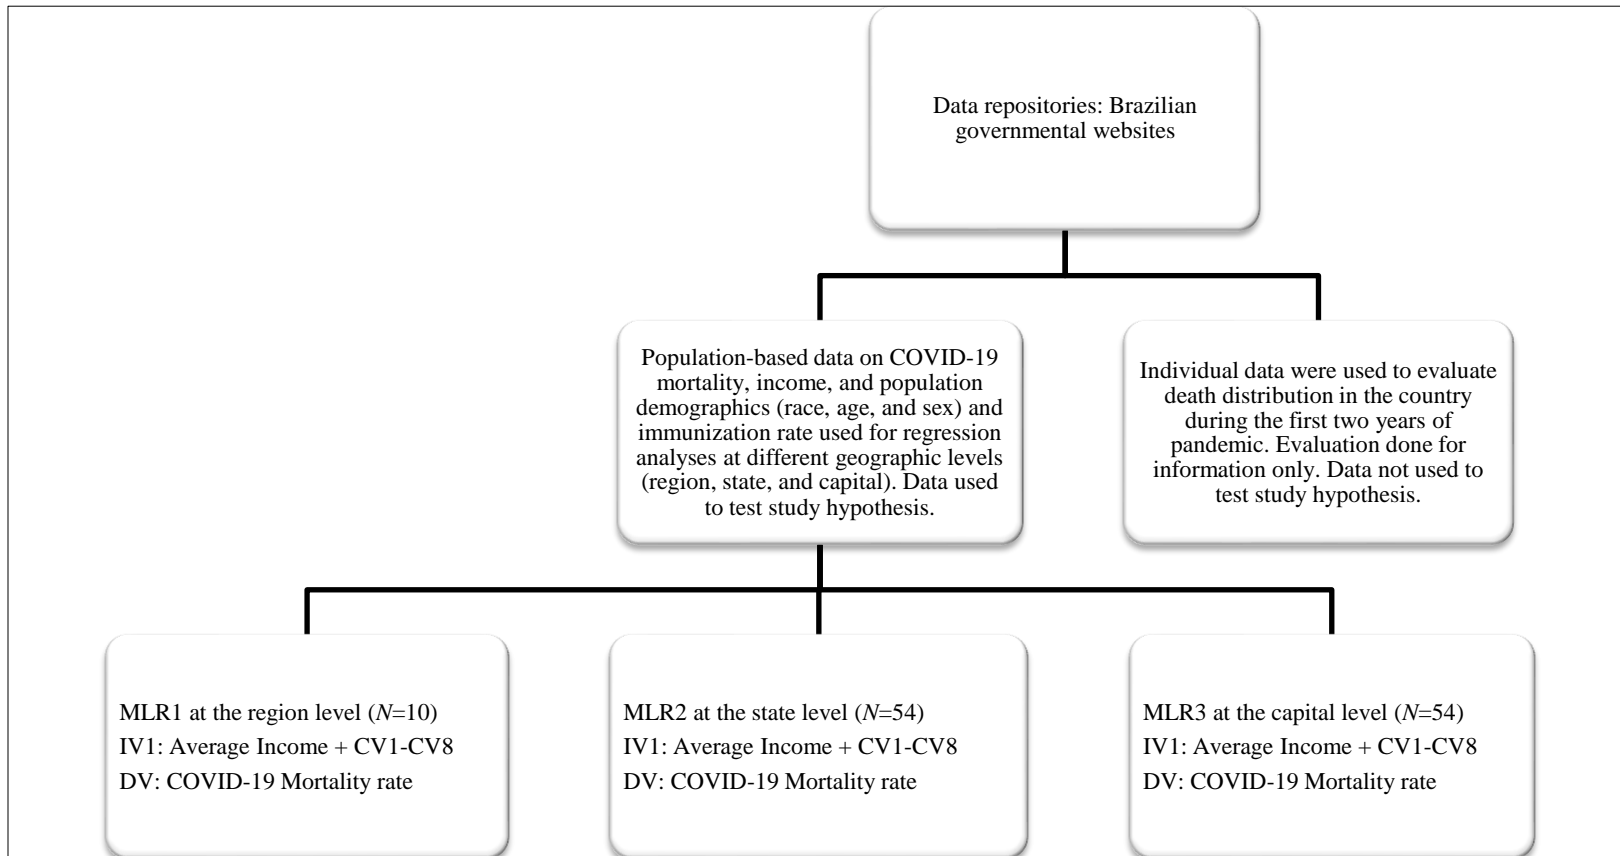 Data repositories: Brazilian
governmental websites
Population-based data on COVID-19
mortality, income, and population
demographics (race, age, and sex) and
immunization rate used for regression
analyses at different geographic levels
(region, state, and capital). Data used
to test study hypothesis.
Individual data were used to evaluate
death distribution in the country
during the first two years of
pandemic. Evaluation done for
information only. Data not used to
test study hypothesis.
MLR1 at the region level (N=10)
IV1: Average Income + CV1-CV8
DV: COVID-19 Mortality rate
MLR2 at the state level (N=54)
IV1: Average Income + CV1-CV8
DV: COVID-19 Mortality rate
MLR3 at the capital level (N=54)
IV1: Average Income + CV1-CV8
DV: COVID-19 Mortality rate